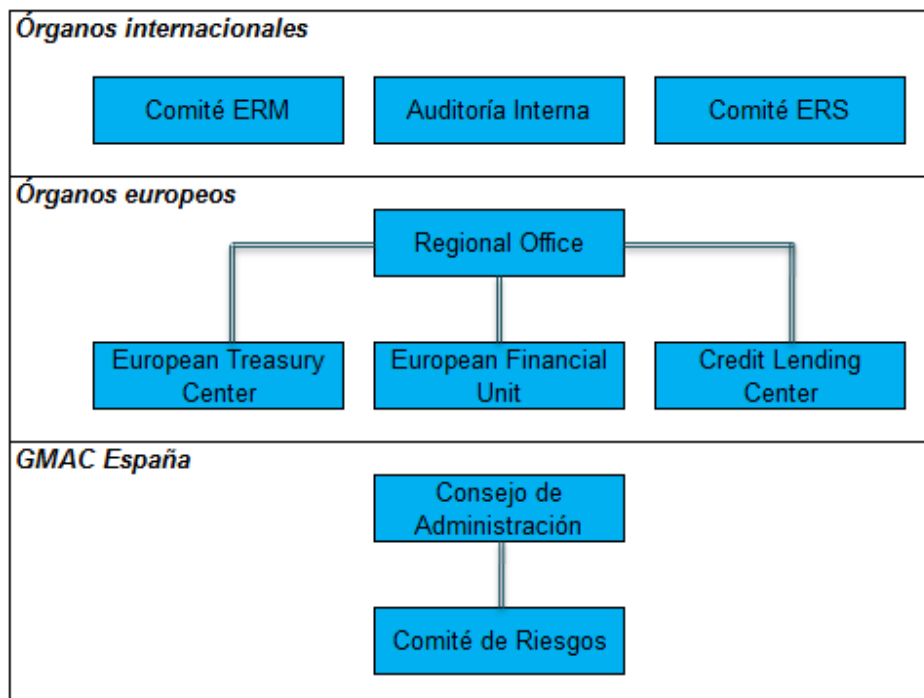 Órganos internacionales
Comité ERM
Auditoría Interna
Comité ERS
Órganos europeos
Regional Office
European Treasury
Center
European Financial
Unit
Credit Lending
Center
GMAC España
Consejo de
Administración
Comité de Riesgos